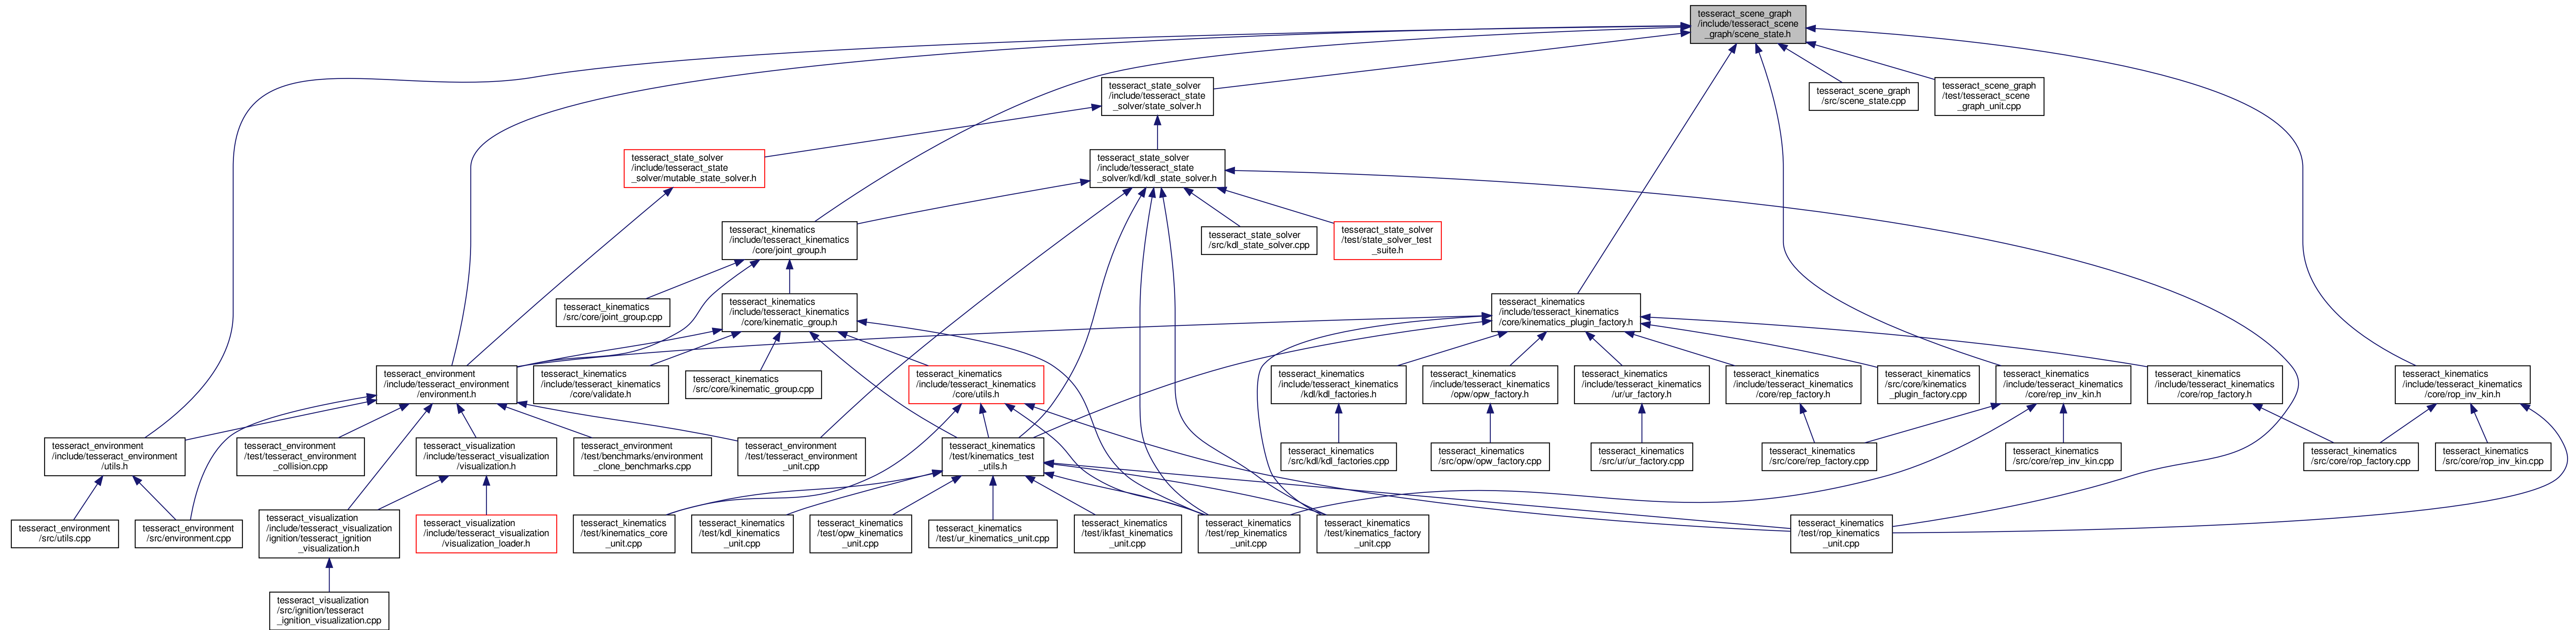 tesseract_scene_graph
/include/tesseract_scene
_graph/scene_state.h
tesseract_state_solver
/include/tesseract_state
_solver/state_solver.h
tesseract_scene_graph
/src/scene_state.cpp
tesseract_scene_graph
/test/tesseract_scene
_graph_unit.cpp
tesseract_state_solver
/include/tesseract_state
_solver/mutable_state_solver.h
tesseract_state_solver
/include/tesseract_state
_solver/kdl/kdl_state_solver.h
tesseract_kinematics
/include/tesseract_kinematics
/core/joint_group.h
tesseract_state_solver
/src/kdl_state_solver.cpp
tesseract_state_solver
/test/state_solver_test
_suite.h
tesseract_kinematics
/src/core/joint_group.cpp
tesseract_kinematics
/include/tesseract_kinematics
/core/kinematic_group.h
tesseract_kinematics
/include/tesseract_kinematics
/core/kinematics_plugin_factory.h
tesseract_environment
/include/tesseract_environment
/environment.h
tesseract_kinematics
/include/tesseract_kinematics
/core/validate.h
tesseract_kinematics
/src/core/kinematic_group.cpp
tesseract_kinematics
/include/tesseract_kinematics
/core/utils.h
tesseract_kinematics
/include/tesseract_kinematics
/kdl/kdl_factories.h
tesseract_kinematics
/include/tesseract_kinematics
/opw/opw_factory.h
tesseract_kinematics
/include/tesseract_kinematics
/ur/ur_factory.h
tesseract_kinematics
/include/tesseract_kinematics
/core/rep_factory.h
tesseract_kinematics
/src/core/kinematics
_plugin_factory.cpp
tesseract_kinematics
/include/tesseract_kinematics
/core/rep_inv_kin.h
tesseract_kinematics
/include/tesseract_kinematics
/core/rop_factory.h
tesseract_kinematics
/include/tesseract_kinematics
/core/rop_inv_kin.h
tesseract_environment
/include/tesseract_environment
/utils.h
tesseract_environment
/test/tesseract_environment
_collision.cpp
tesseract_visualization
/include/tesseract_visualization
/visualization.h
tesseract_environment
/test/benchmarks/environment
_clone_benchmarks.cpp
tesseract_environment
/test/tesseract_environment
_unit.cpp
tesseract_kinematics
/test/kinematics_test
_utils.h
tesseract_kinematics
/src/kdl/kdl_factories.cpp
tesseract_kinematics
/src/opw/opw_factory.cpp
tesseract_kinematics
/src/ur/ur_factory.cpp
tesseract_kinematics
/src/core/rep_factory.cpp
tesseract_kinematics
/src/core/rep_inv_kin.cpp
tesseract_kinematics
/src/core/rop_factory.cpp
tesseract_kinematics
/src/core/rop_inv_kin.cpp
tesseract_environment
/src/utils.cpp
tesseract_environment
/src/environment.cpp
tesseract_visualization
/include/tesseract_visualization
/ignition/tesseract_ignition
_visualization.h
tesseract_visualization
/include/tesseract_visualization
/visualization_loader.h
tesseract_kinematics
/test/kinematics_core
_unit.cpp
tesseract_kinematics
/test/kdl_kinematics
_unit.cpp
tesseract_kinematics
/test/opw_kinematics
_unit.cpp
tesseract_kinematics
/test/ur_kinematics_unit.cpp
tesseract_kinematics
/test/ikfast_kinematics
_unit.cpp
tesseract_kinematics
/test/rep_kinematics
_unit.cpp
tesseract_kinematics
/test/kinematics_factory
_unit.cpp
tesseract_kinematics
/test/rop_kinematics
_unit.cpp
tesseract_visualization
/src/ignition/tesseract
_ignition_visualization.cpp